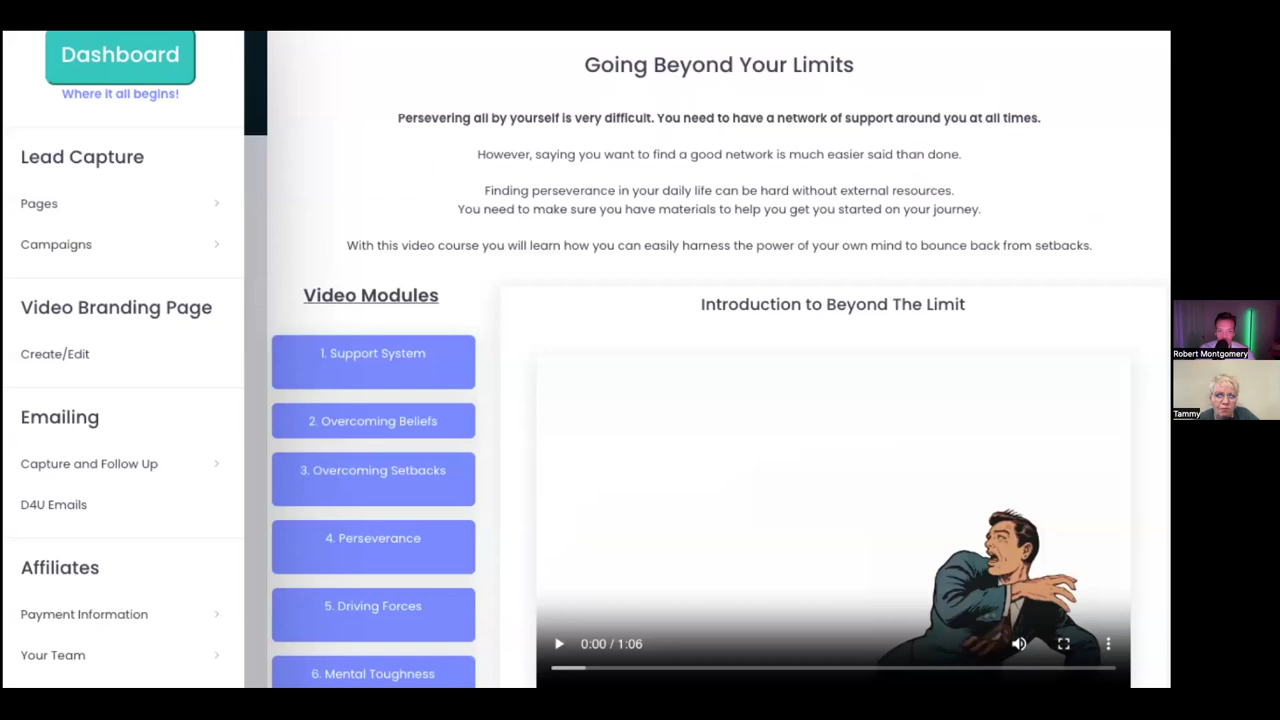 Dashboard
Where it all begins!
Lead Capture
Pages
Campaigns
Video Branding Page
Create/Edit
Emailing
Capture and Follow Up
D4U Emails
Affiliates
Payment Information
Your Team
Going Beyond Your Limits
Persevering all by yourself is very difficult. You need to have a network of support around you at all times.
However, saying you want to find a good network is much easier said than done.
Finding perseverance in your daily life can be hard without external resources.
You need to make sure you have materials to help you get you started on your journey.
With this video course you will learn how you can easily harness the power of your own mind to bounce back from setbacks.
Video Modules
1. Support System
2. Overcoming Beliefs
3. Overcoming Setbacks
4. Perseverance
5. Driving Forces
6. Mental Toughness
Introduction to Beyond The Limit
0:00 / 1:06
Robert Montgomery
Tammy